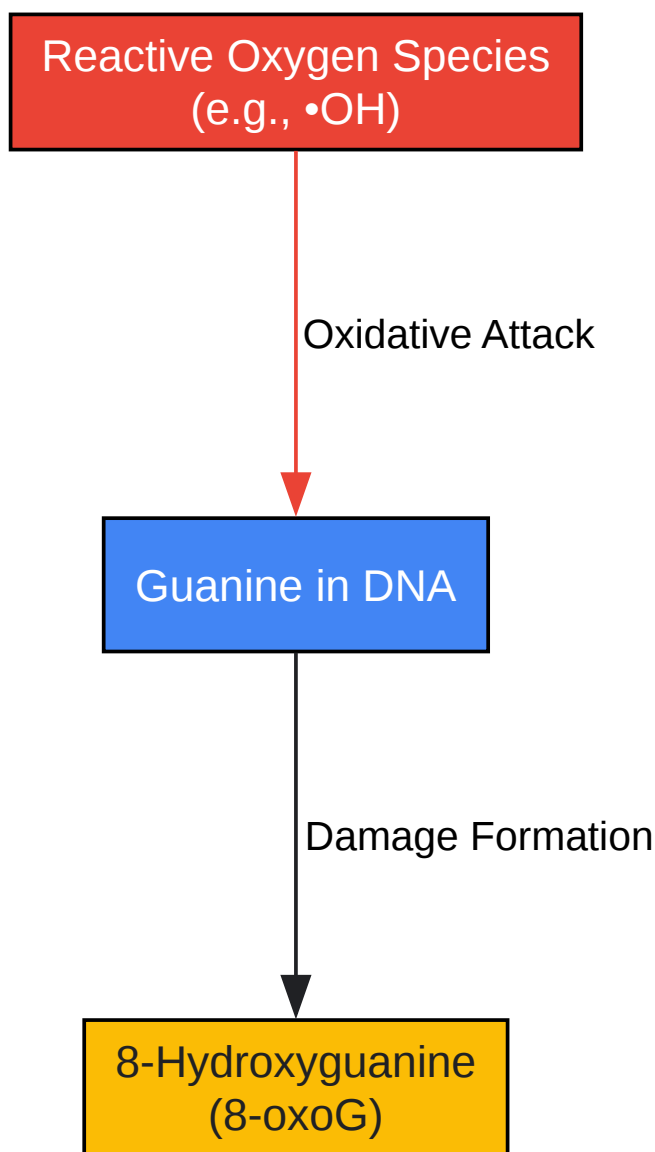 Reactive Oxygen Species
(e.g., •OH)
Oxidative Attack
Guanine in DNA
Damage Formation
8-Hydroxyguanine
(8-oxoG)